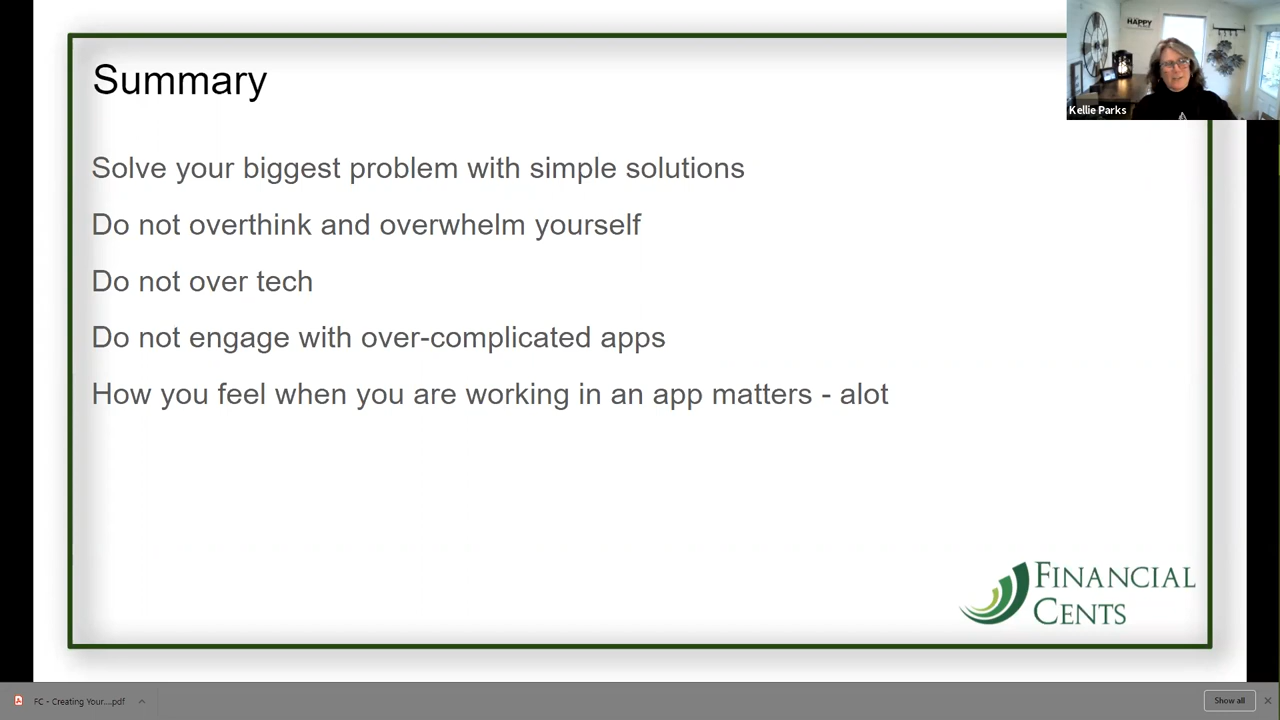 Summary
Solve your biggest problem with simple solutions
Do not overthink and overwhelm yourself
Do not over tech
Do not engage with over-complicated apps
How you feel when you are working in an app matters - alot
HAPPY
Kellie Parks
FINANCIAL
CENTS
FC - Creating Your....pdf
Show all